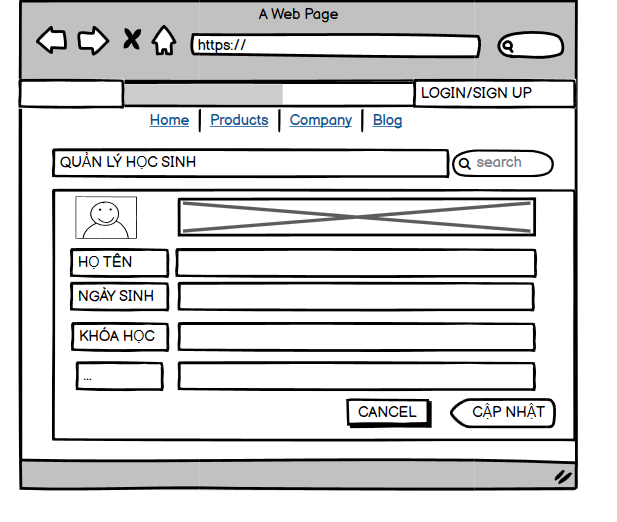 A Web Page
https://
LOGIN/SIGN UP
Home Products Company Blog
QUẢN LÝ HỌC SINH search
HỌ TÊN
NGÀY SINH
KHÓA HỌC
...
CANCEL CẬP NHẬT